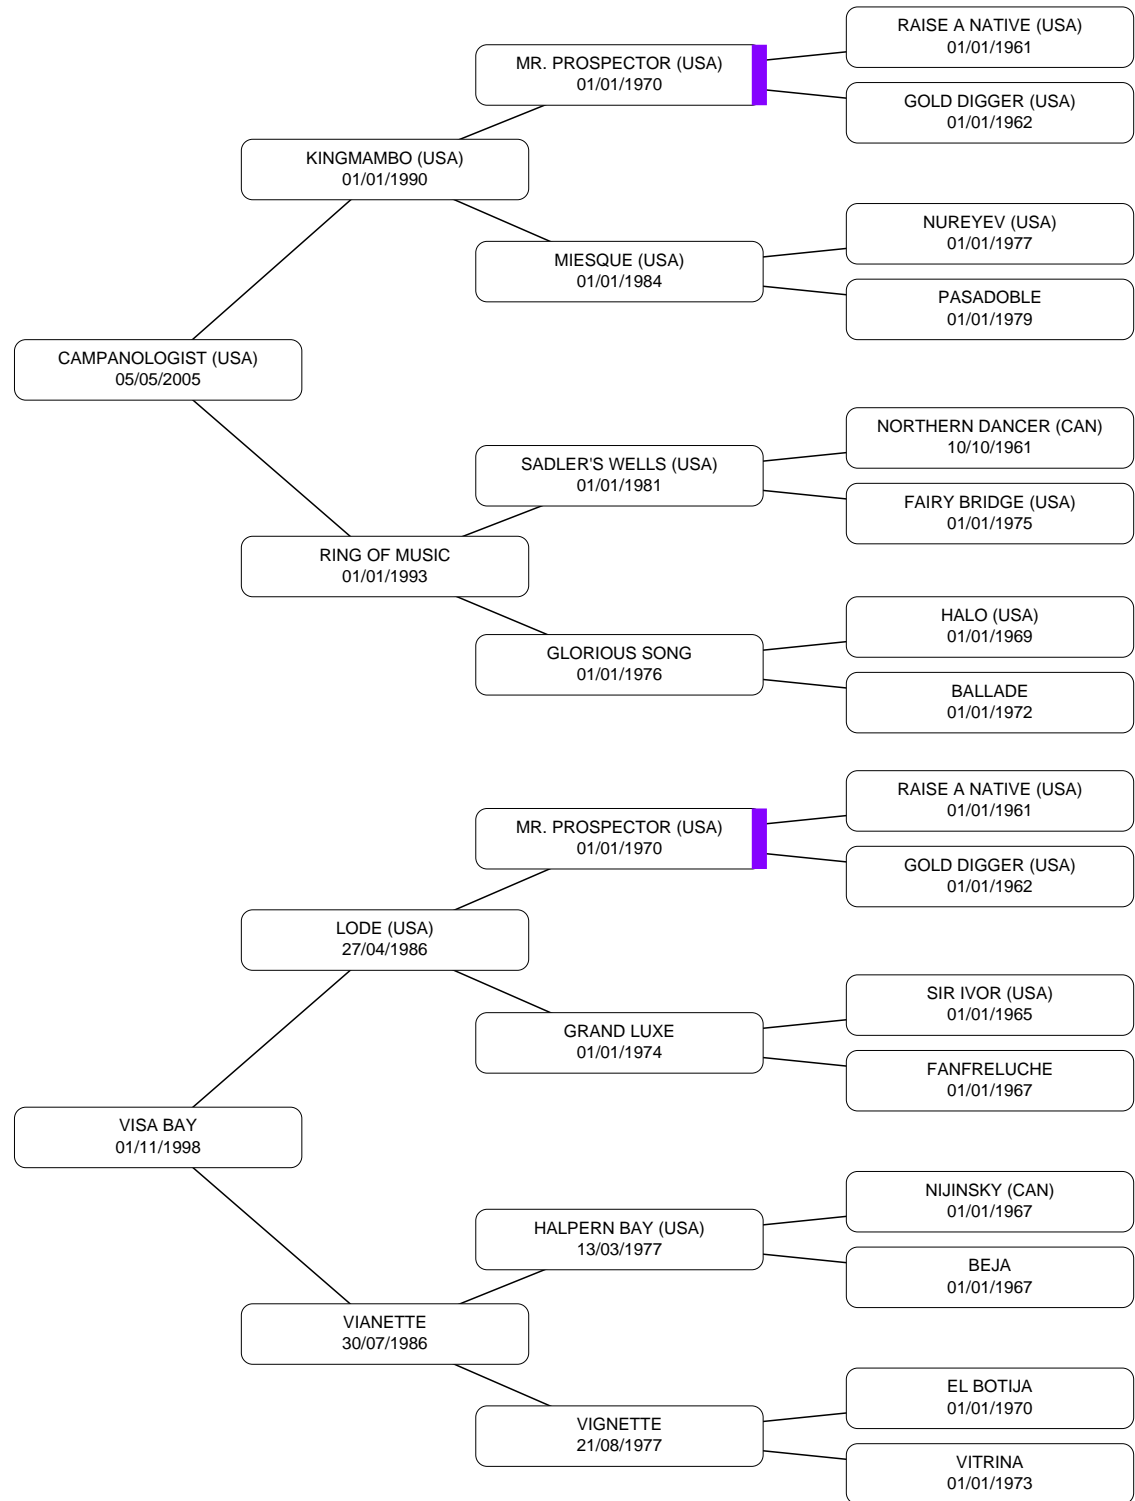 RAISE A NATIVE (USA)
01/01/1961
MR. PROSPECTOR (USA)
01/01/1970
GOLD DIGGER (USA)
01/01/1962
KINGMAMBO (USA)
01/01/1990
NUREYEV (USA)
01/01/1977
MIESQUE (USA)
01/01/1984
PASADOBLE
01/01/1979
CAMPANOLOGIST (USA)
05/05/2005
NORTHERN DANCER (CAN)
10/10/1961
SADLER'S WELLS (USA)
01/01/1981
FAIRY BRIDGE (USA)
01/01/1975
RING OF MUSIC
01/01/1993
HALO (USA)
01/01/1969
GLORIOUS SONG
01/01/1976
BALLADE
01/01/1972
RAISE A NATIVE (USA)
01/01/1961
MR. PROSPECTOR (USA)
01/01/1970
GOLD DIGGER (USA)
01/01/1962
LODE (USA)
27/04/1986
SIR IVOR (USA)
01/01/1965
GRAND LUXE
01/01/1974
FANFRELUCHE
01/01/1967
VISA BAY
01/11/1998
NIJINSKY (CAN)
01/01/1967
HALPERN BAY (USA)
13/03/1977
BEJA
01/01/1967
VIANETTE
30/07/1986
EL BOTIJA
01/01/1970
VIGNETTE
21/08/1977
VITRINA
01/01/1973